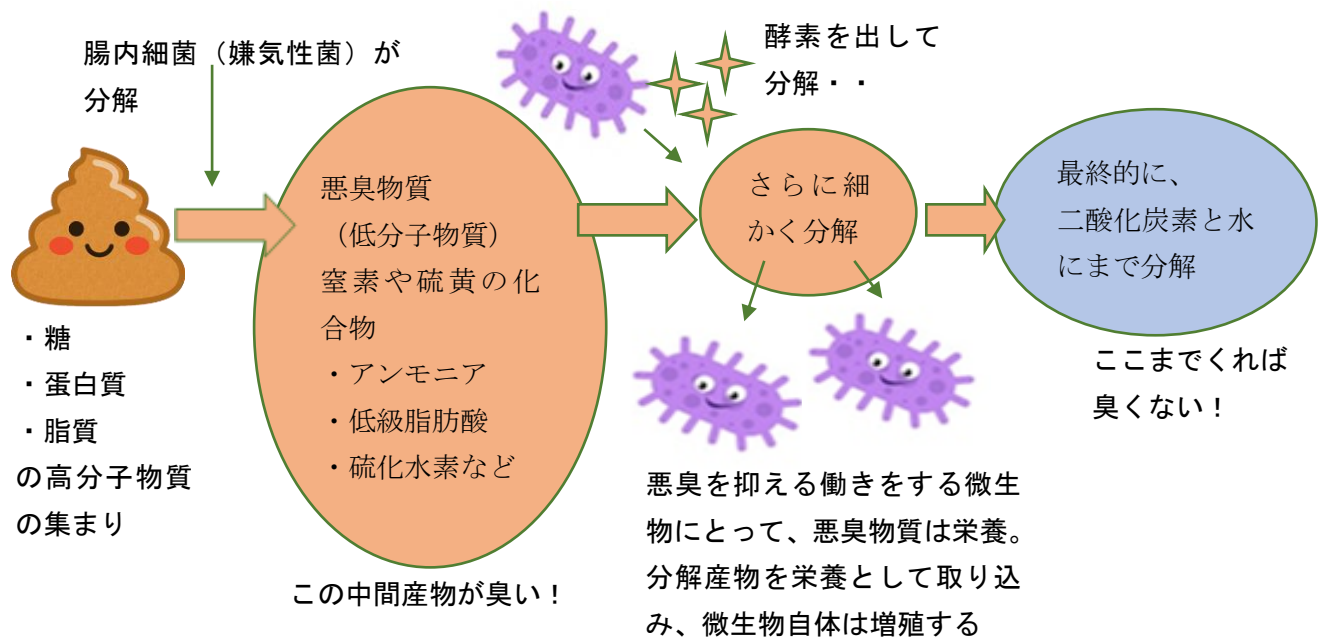 腸内細菌（嫌気性菌）が
分解
・糖
・蛋白質
・脂質
の高分子物質
の集まり
悪臭物質
（低分子物質）
窒素や硫黄の化
合物
・アンモニア
・低級脂肪酸
・硫化水素など
この中間産物が臭い！
酵素を出して
分解・・
さらに細
かく分解
悪臭を抑える働きをする微生
物にとって、悪臭物質は栄養。
分解産物を栄養として取り込
み、微生物自体は増殖する
最終的に、
二酸化炭素と水
にまで分解
ここまでくれば
臭くない！